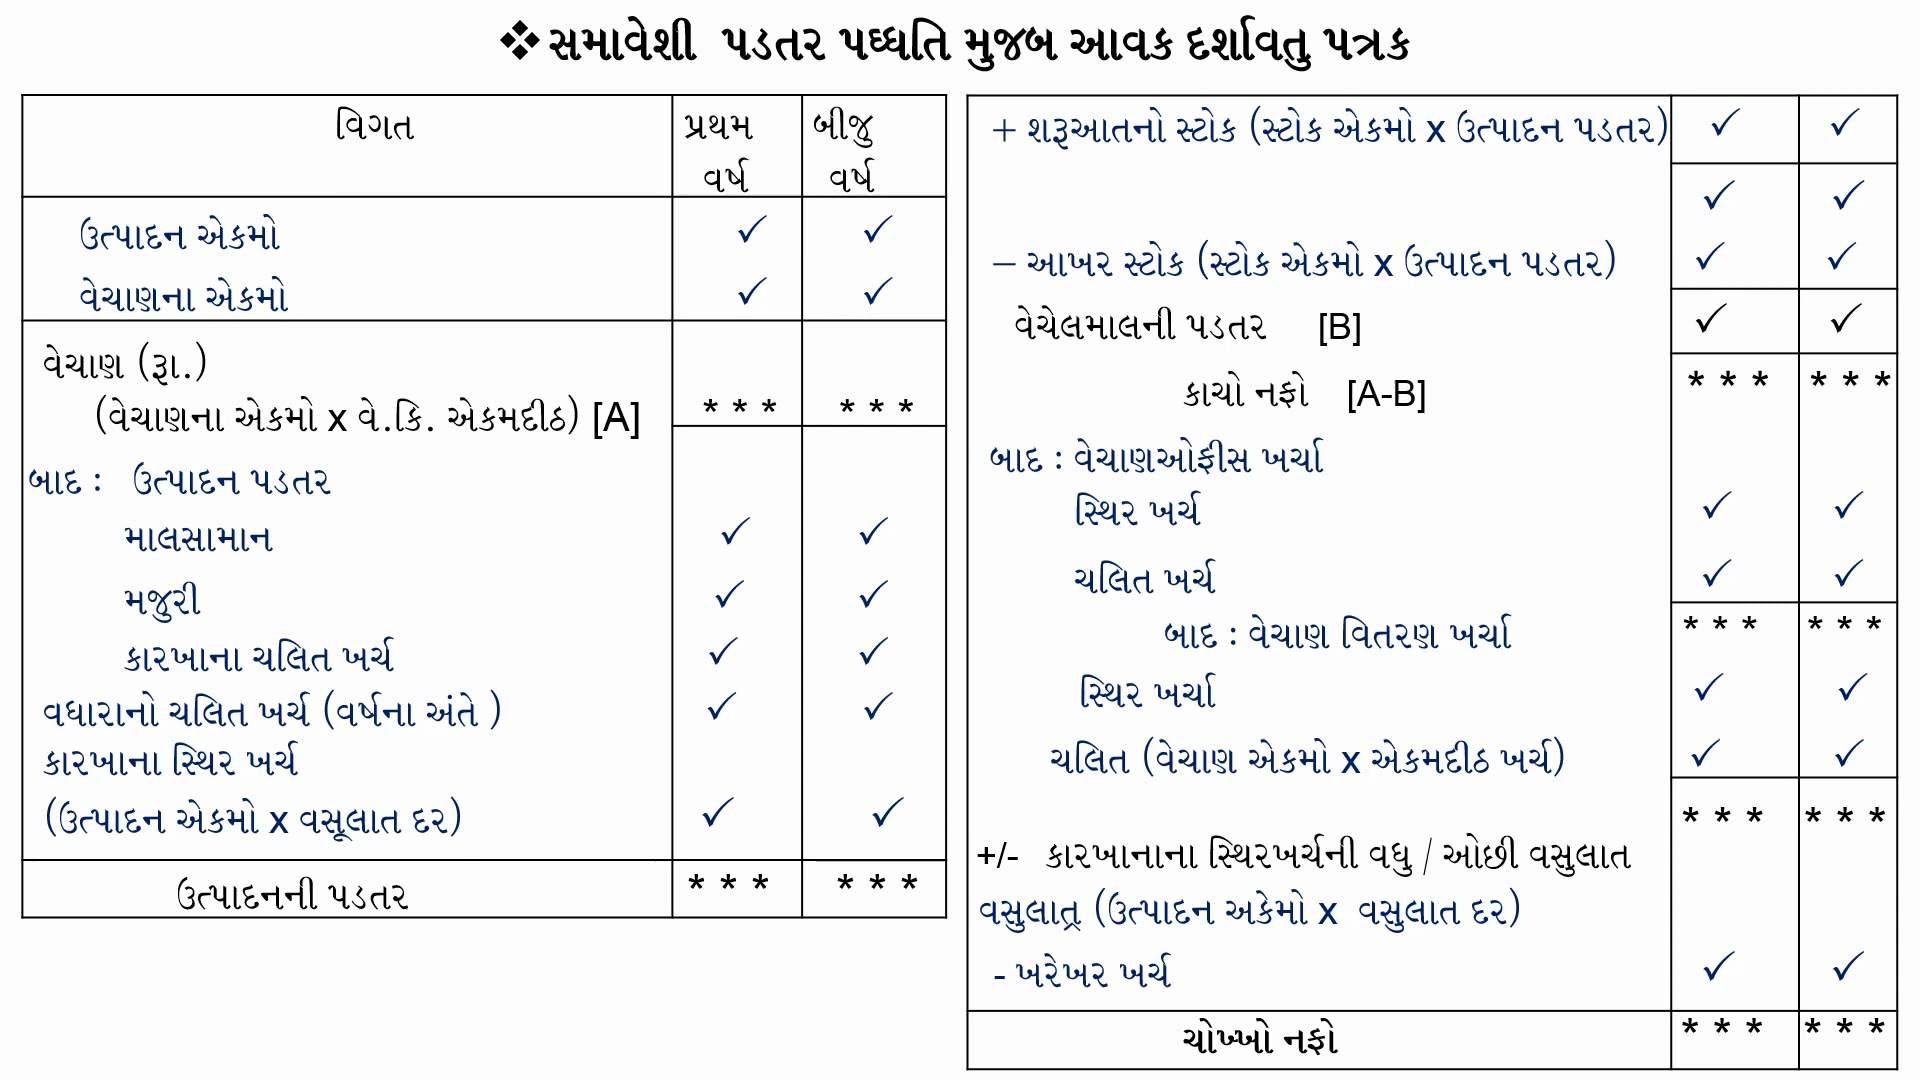 ❖ સમાવેશી પડતર પધ્ધતિ મુજબ આવક દર્શાવતુ પત્રક
વિગત પ્રથમ વર્ષ બીજુ વર્ષ
ઉત્પાદન એકમો ✓ ✓
વેચાણના એકમો ✓ ✓
વેચાણ (રૂા.)
(વેચાણના એકમો x વે.કિ. એકમદીઠ) [A] * * * * * *
બાદ : ઉત્પાદન પડતર
માલસામાન ✓ ✓
મજુરી ✓ ✓
કારખાના ચલિત ખર્ચ ✓ ✓
વધારાનો ચલિત ખર્ચ (વર્ષના અંતે ) ✓ ✓
કારખાના સ્થિર ખર્ચ
(ઉત્પાદન એકમો x વસૂલાત દર) ✓ ✓
ઉત્પાદનની પડતર * * * * * *
+ શરૂઆતનો સ્ટોક (સ્ટોક એકમો x ઉત્પાદન પડતર) ✓ ✓
✓ ✓
– આખર સ્ટોક (સ્ટોક એકમો x ઉત્પાદન પડતર) ✓ ✓
વેચેલમાલની પડતર [B] ✓ ✓
કાચો નફો [A-B] * * * * * *
બાદ : વેચાણઓફીસ ખર્ચા
સ્થિર ખર્ચ ✓ ✓
ચલિત ખર્ચ ✓ ✓
બાદ : વેચાણ વિતરણ ખર્ચા * * * * * *
સ્થિર ખર્ચા ✓ ✓
ચલિત (વેચાણ એકમો x એકમદીઠ ખર્ચ) ✓ ✓
* * * * * *
+/- કારખાનાના સ્થિરખર્ચની વધુ / ઓછી વસુલાત
વસુલાત્ર (ઉત્પાદન અકેમો x વસુલાત દર)
- ખરેખર ખર્ચ ✓ ✓
ચોખ્ખો નફો * * * * * *